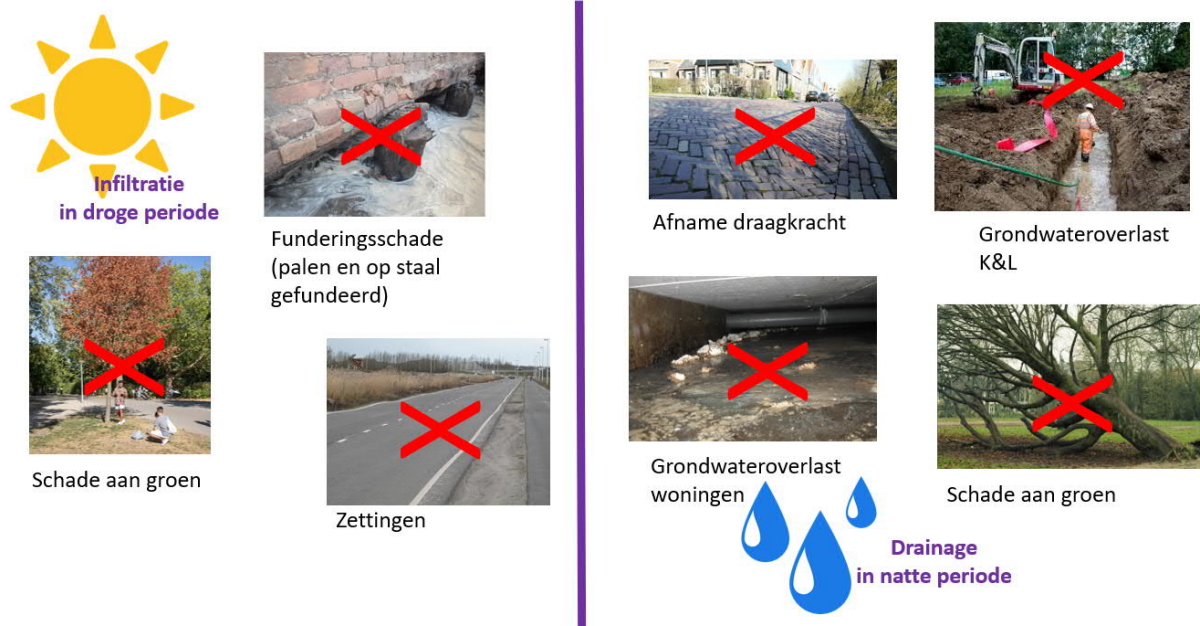 Infiltratie
in droge periode
Funderingsschade
(palen en op staal
gefundeerd)
Schade aan groen
Zettingen
Afname draagkracht
Grondwateroverlast
K&L
Grondwateroverlast
woningen
Schade aan groen
Drainage
in natte periode